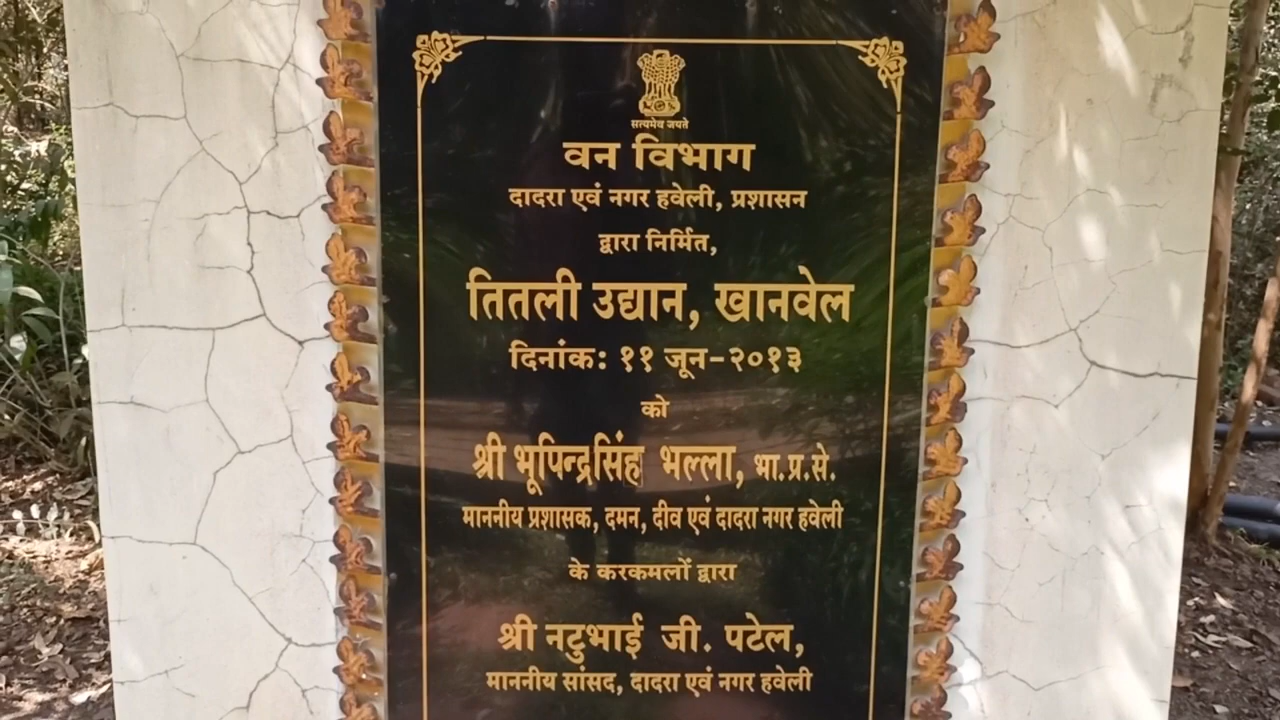 सत्यमेव जयते
वन विभाग
दादरा एवं नगर हवेली, प्रशासन
द्वारा निर्मित,
तितली उद्यान, खानवेल
दिनांक: ११ जून-२०१३
को
श्री भूपिन्द्रसिंह भल्ला, भा.प्र.से.
माननीय प्रशासक, दमन, दीव एवं दादरा नगर हवेली
के करकमलों द्वारा
श्री नटुभाई जी. पटेल,
माननीय सांसद, दादरा एवं नगर हवेली